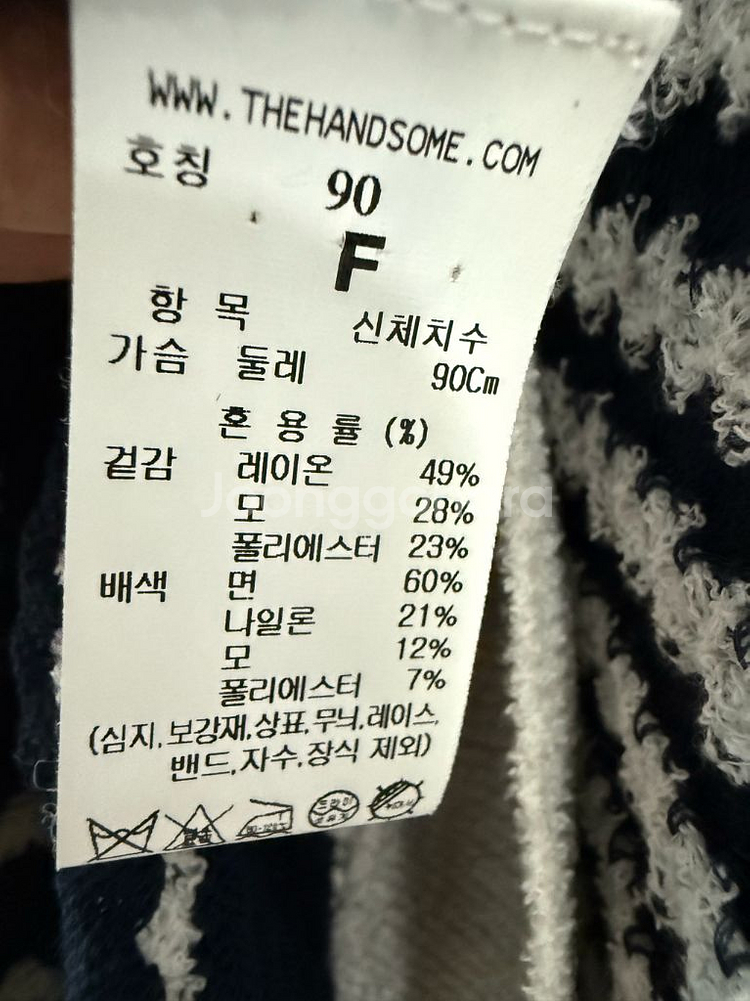 WWW.THEHANDSOME.COM
호칭 90
F
항 목 신체치수
가슴 둘레 90Cm
혼 용 률 (%)
겉감 레이온 49%
모 28%
폴리에스터 23%
배색 면 60%
나일론 21%
모 12%
폴리에스터 7%
(심지,보강재,상표,무늬,레이스,
밴드,자수,장식 제외)